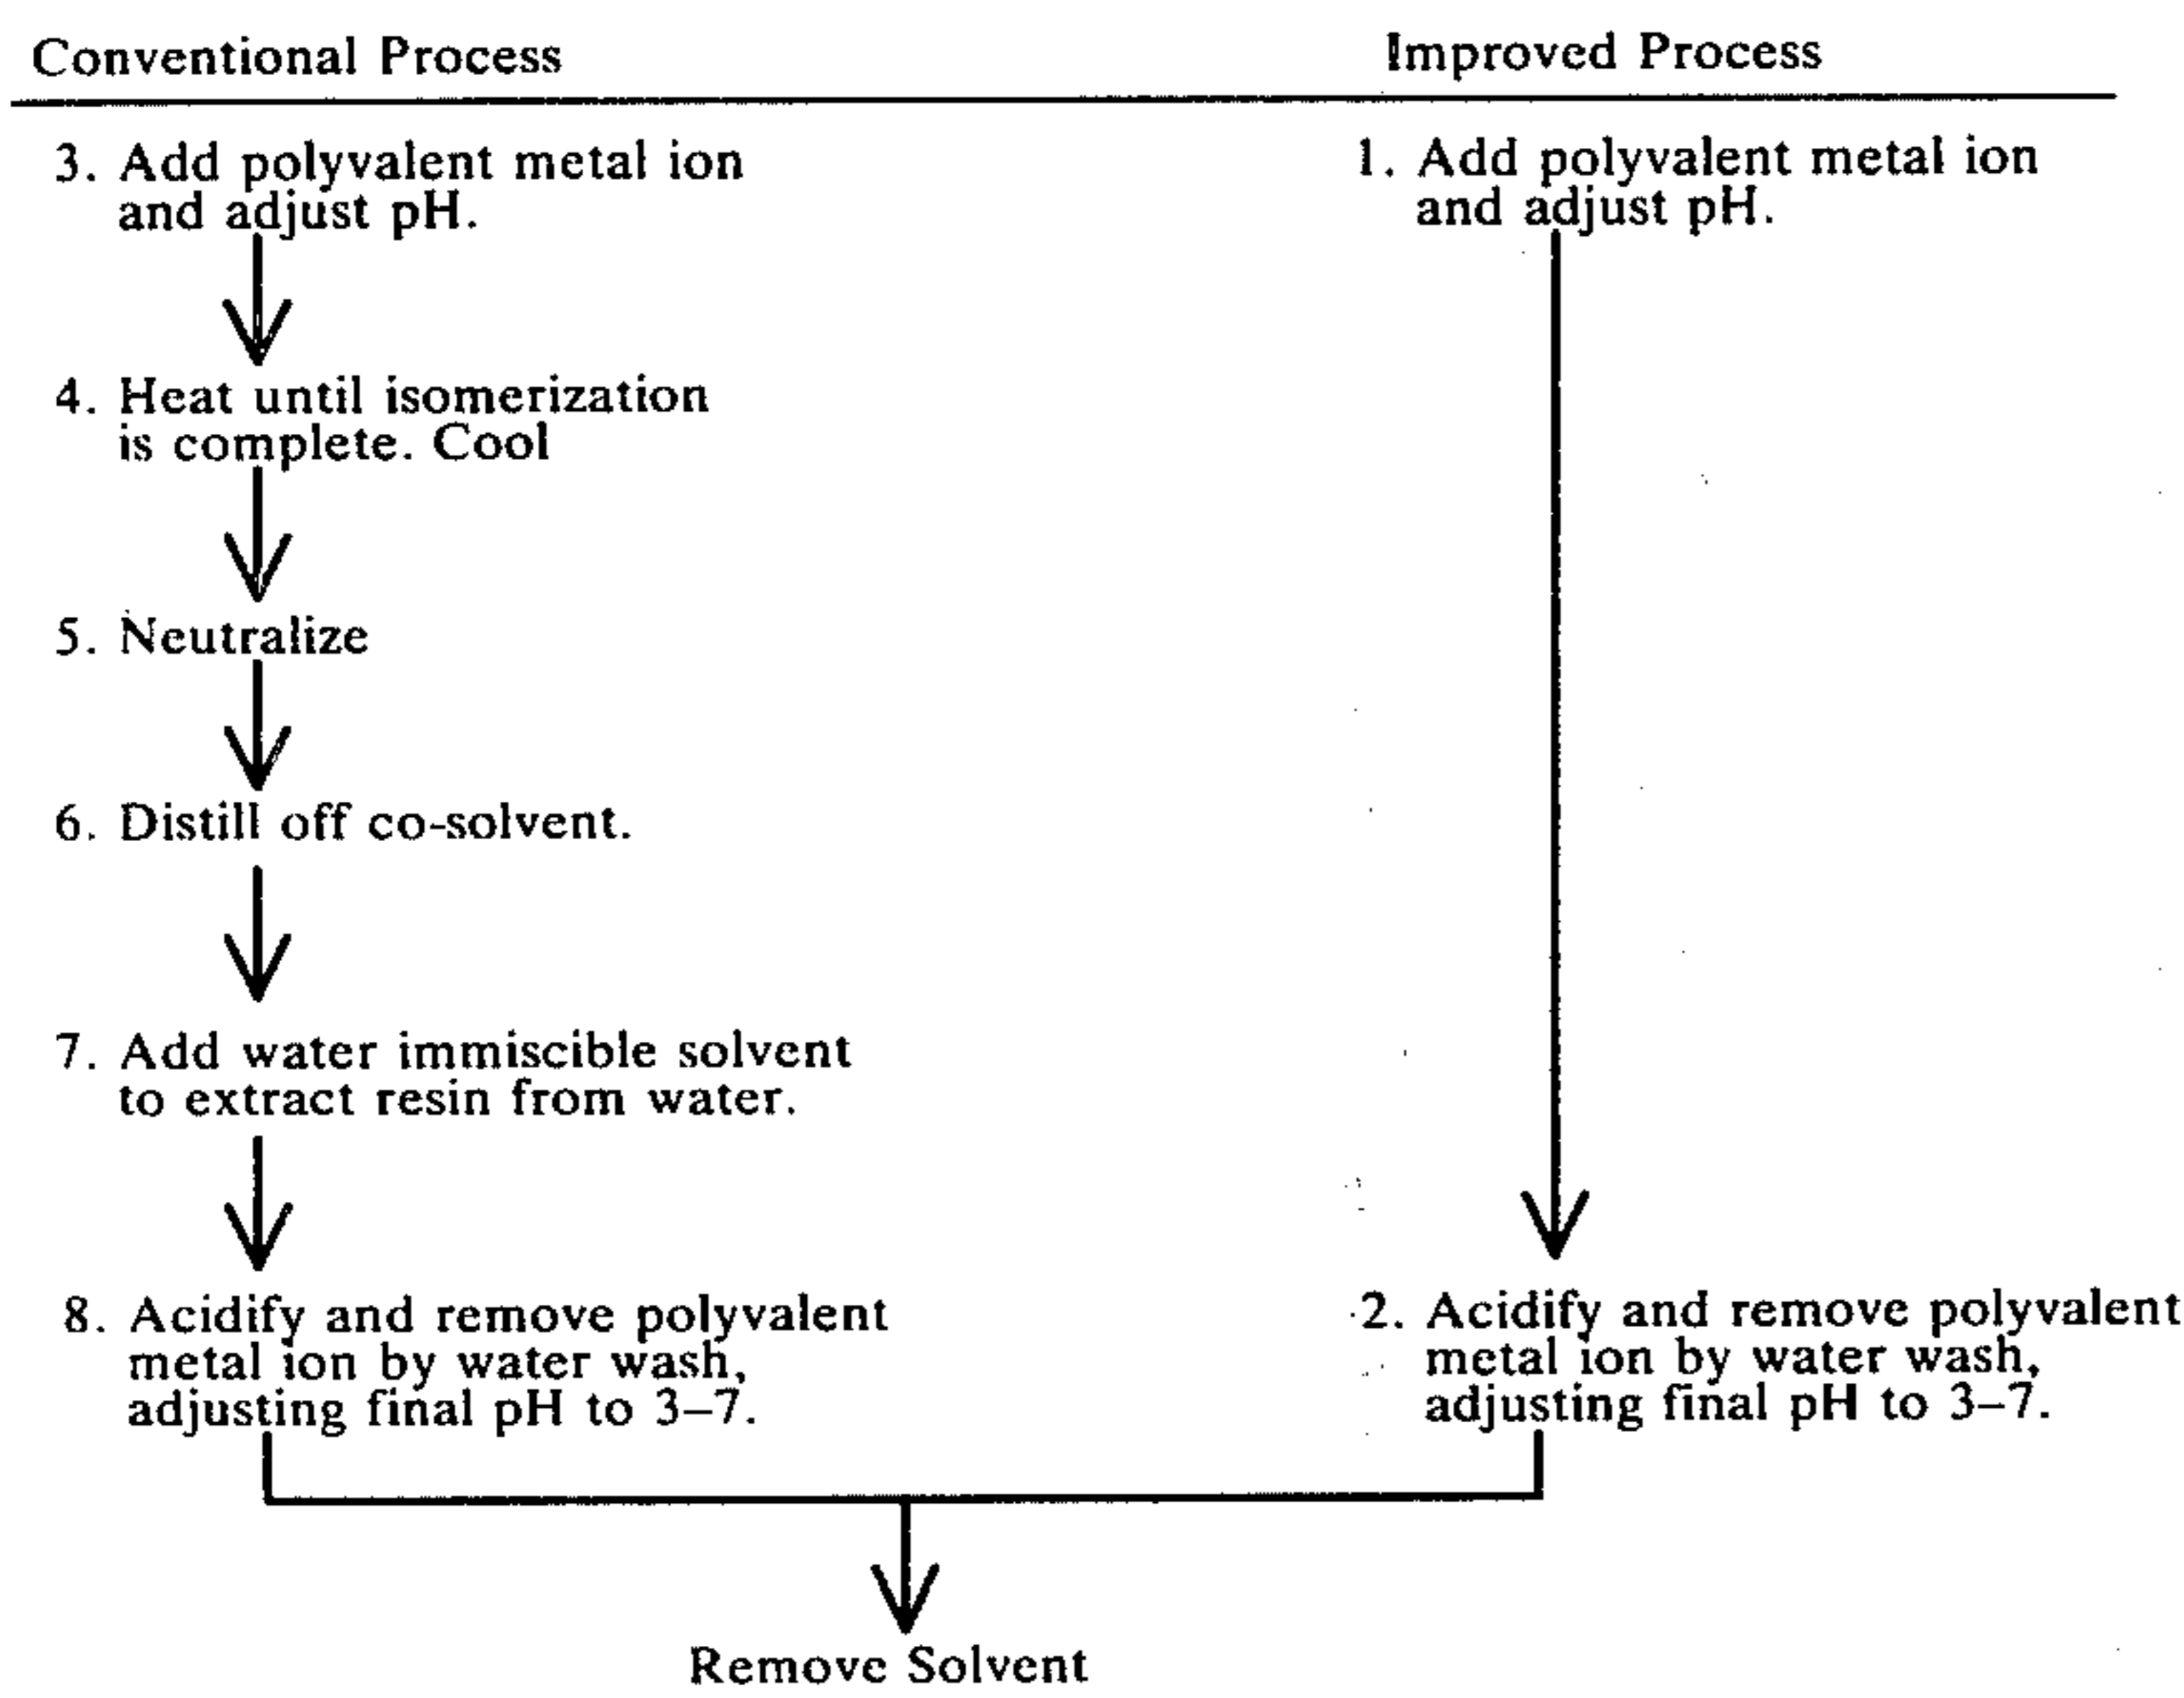 Conventional Process
Improved Process
3. Add polyvalent metal ion
and adjust pH.
1. Add polyvalent metal ion
and adjust pH.
4. Heat until isomerization
is complete. Cool
5. Neutralize
6. Distill off co-solvent.
7. Add water immiscible solvent
to extract resin from water.
8. Acidify and remove polyvalent
metal ion by water wash,
adjusting final pH to 3–7.
2. Acidify and remove polyvalent
metal ion by water wash,
adjusting final pH to 3–7.
Remove Solvent